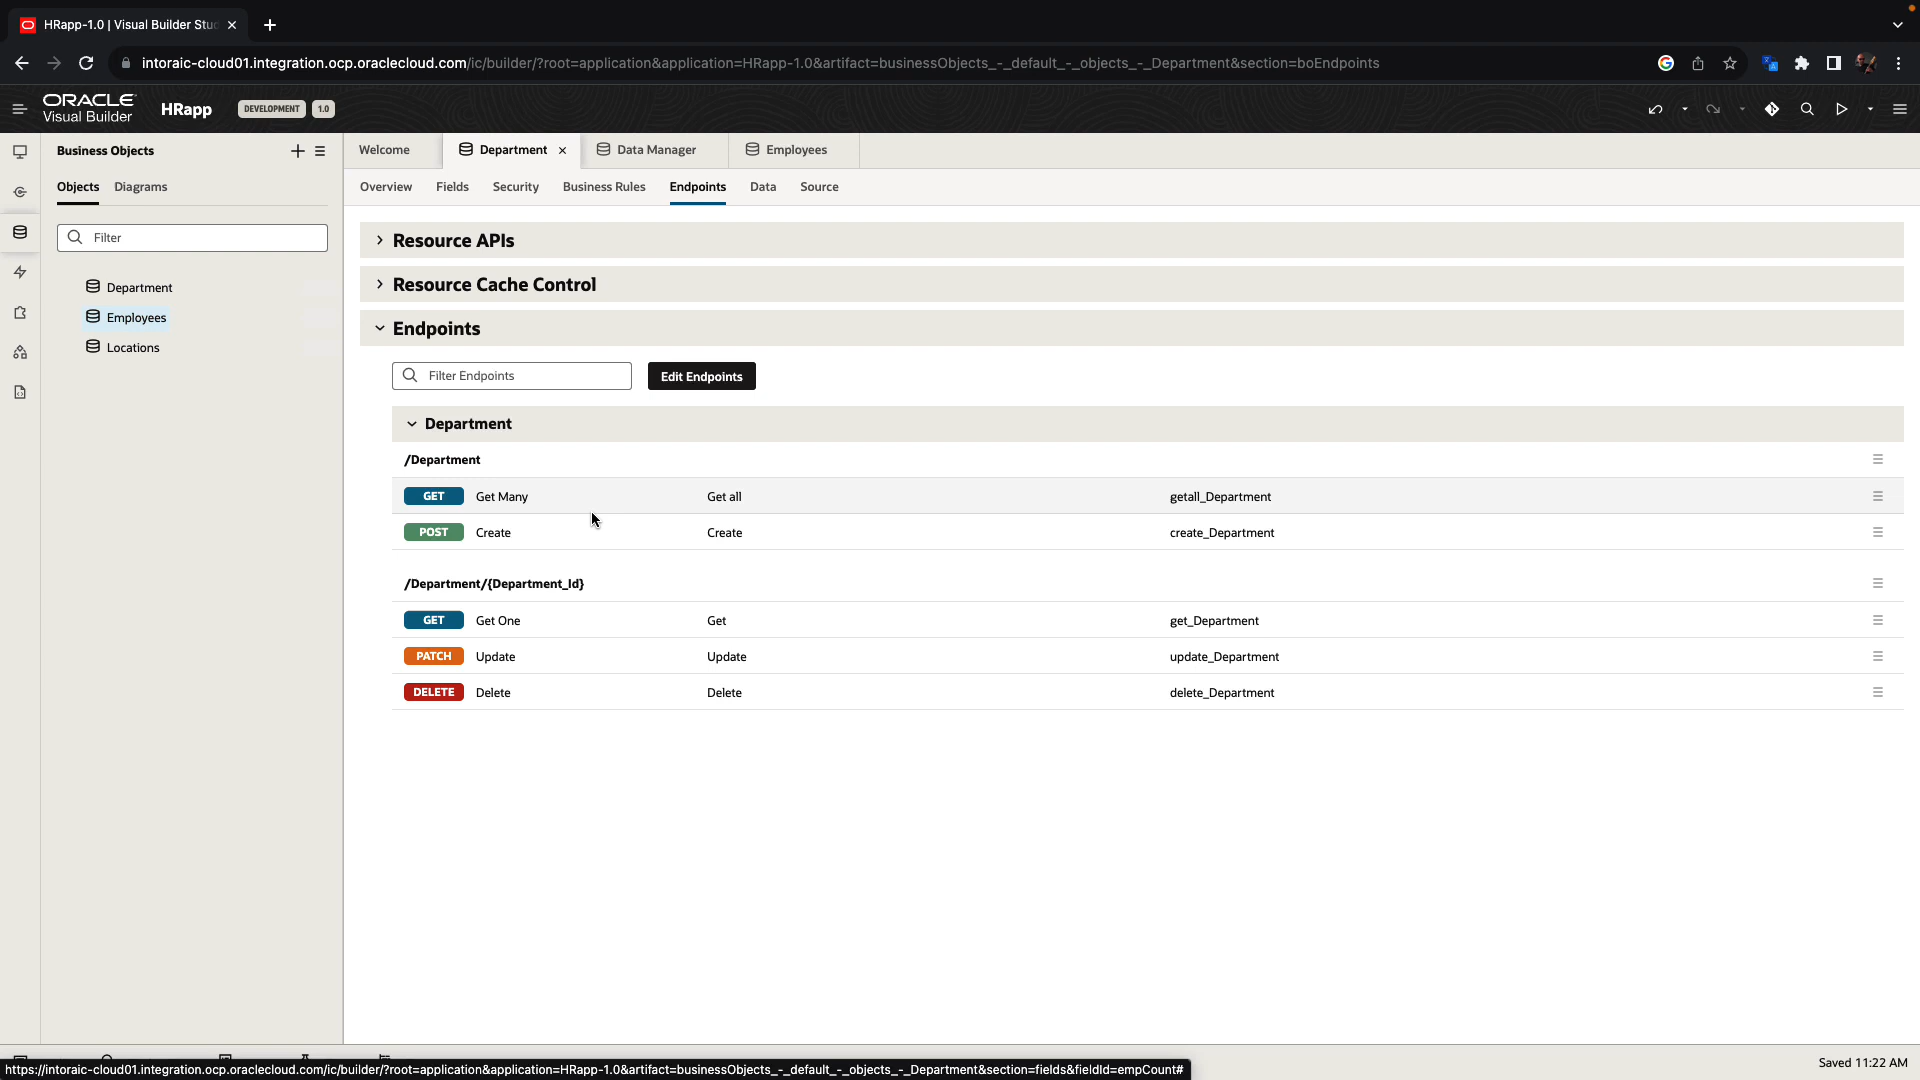 HRapp-1.0 | Visual Builder Stu
intoraic-cloud01.integration.ocp.oraclecloud.com/ic/builder/?root=application&application=HRapp-1.0&artifact=businessObjects_-_default_-_objects_-_Department&section=boEndpoints
ORACLE
Visual Builder
HRapp
DEVELOPMENT
1.0
Business Objects
Welcome
Department
Data Manager
Employees
Objects
Diagrams
Overview
Fields
Security
Business Rules
Endpoints
Data
Source
Filter
Department
Employees
Locations
Resource APIs
Resource Cache Control
Endpoints
Filter Endpoints
Edit Endpoints
Department
/Department
GET Get Many Get all getall_Department
POST Create Create create_Department
/Department/{Department_Id}
GET Get One Get get_Department
PATCH Update Update update_Department
DELETE Delete Delete delete_Department
Saved 11:22 AM
https://intoraic-cloud01.integration.ocp.oraclecloud.com/ic/builder/?root=application&application=HRapp-1.0&artifact=businessObjects_-_default_-_objects_-_Department&section=fields&fieldId=empCount#